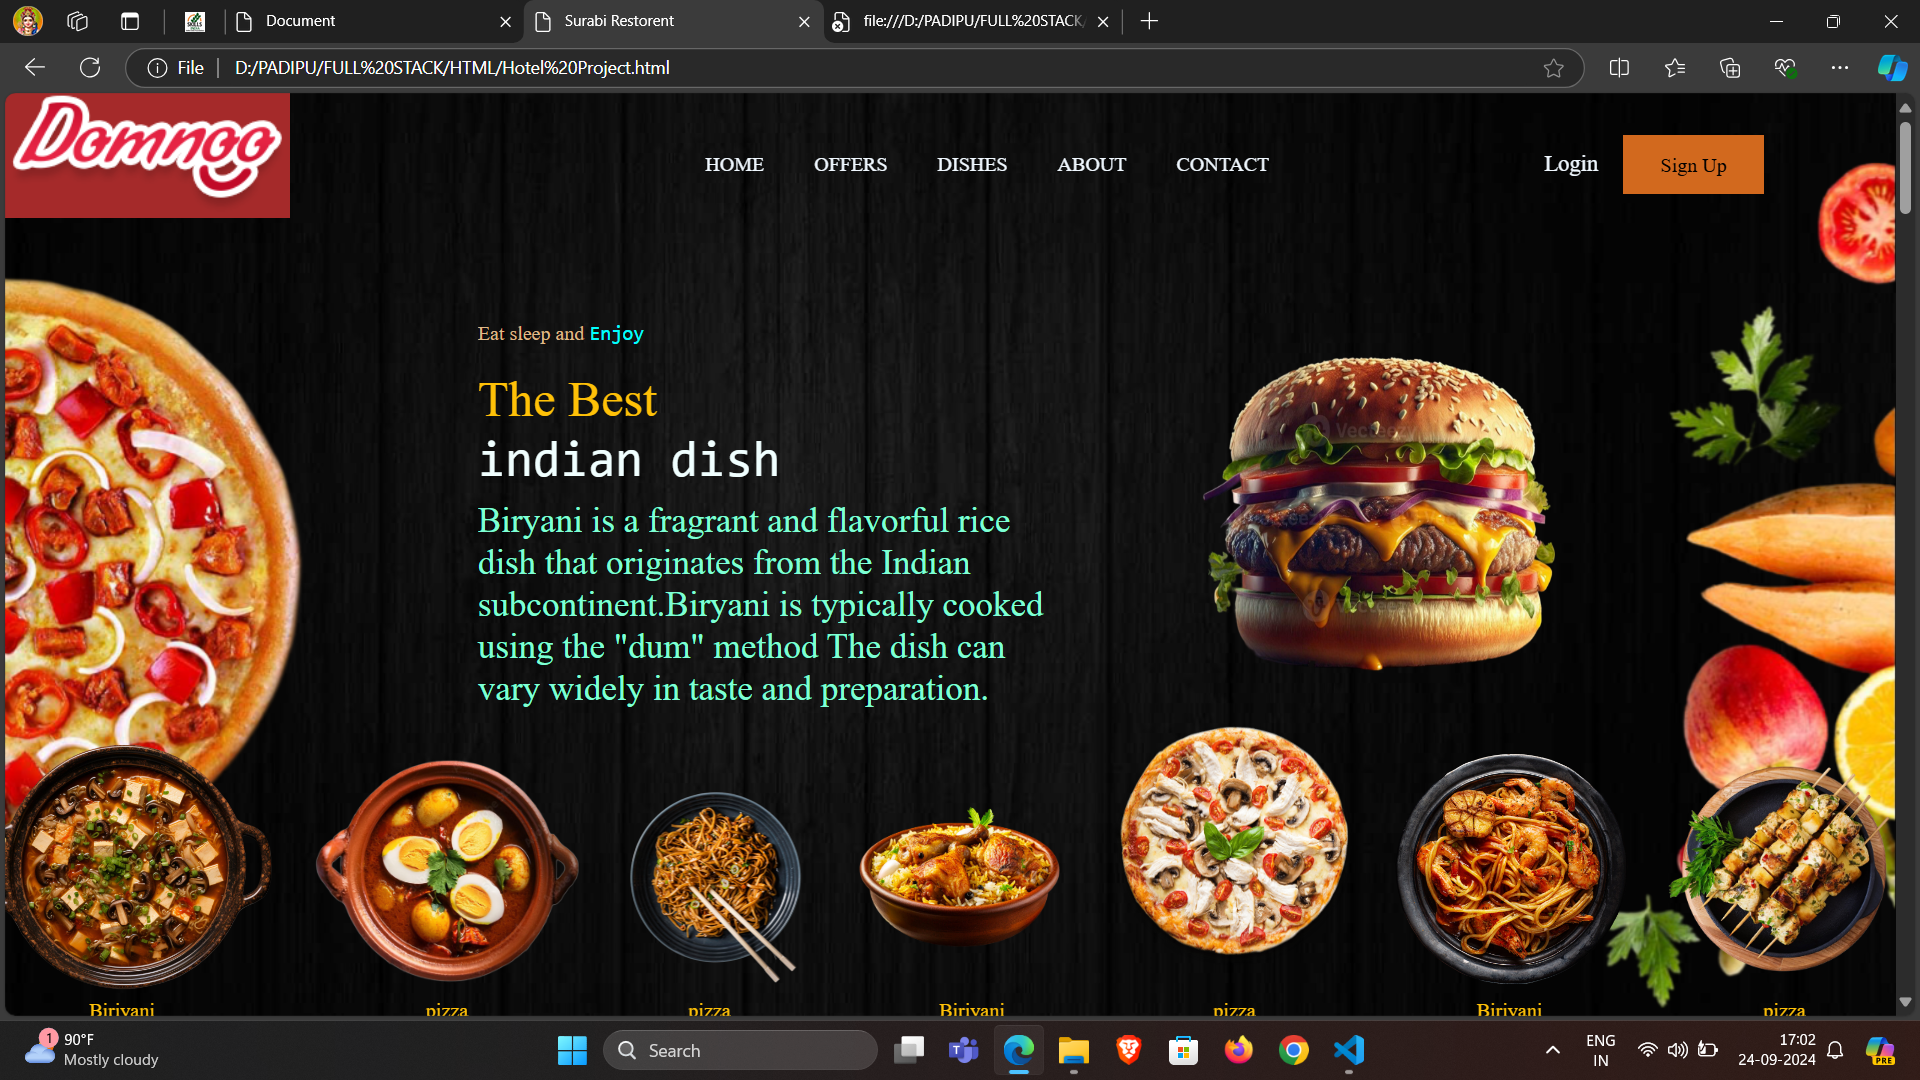 Document
Surabi Restorent
file:///D:/PADIPU/FULL%20STACK/
File
D:/PADIPU/FULL%20STACK/HTML/Hotel%20Project.html
Domnoo
HOME OFFERS DISHES ABOUT CONTACT
Login
Sign Up
Eat sleep and Enjoy
The Best
indian dish
Biryani is a fragrant and flavorful rice
dish that originates from the Indian
subcontinent.Biryani is typically cooked
using the "dum" method The dish can
vary widely in taste and preparation.
Vecteezy
Biriyani pizza pizza Biriyani pizza Biriyani pizza
1
90°F
Mostly cloudy
Search
ENG
IN
17:02
24-09-2024
PRE